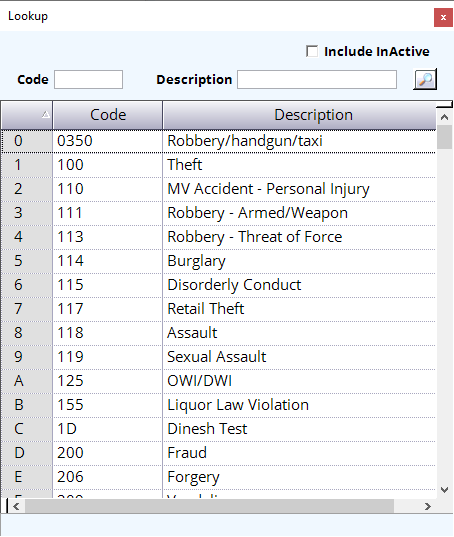 Lookup
Include InActive
Code Description
Code Description
0 0350 Robbery/handgun/taxi
1 100 Theft
2 110 MV Accident - Personal Injury
3 111 Robbery - Armed/Weapon
4 113 Robbery - Threat of Force
5 114 Burglary
6 115 Disorderly Conduct
7 117 Retail Theft
8 118 Assault
9 119 Sexual Assault
A 125 OWI/DWI
B 155 Liquor Law Violation
C 1D Dinesh Test
D 200 Fraud
E 206 Forgery